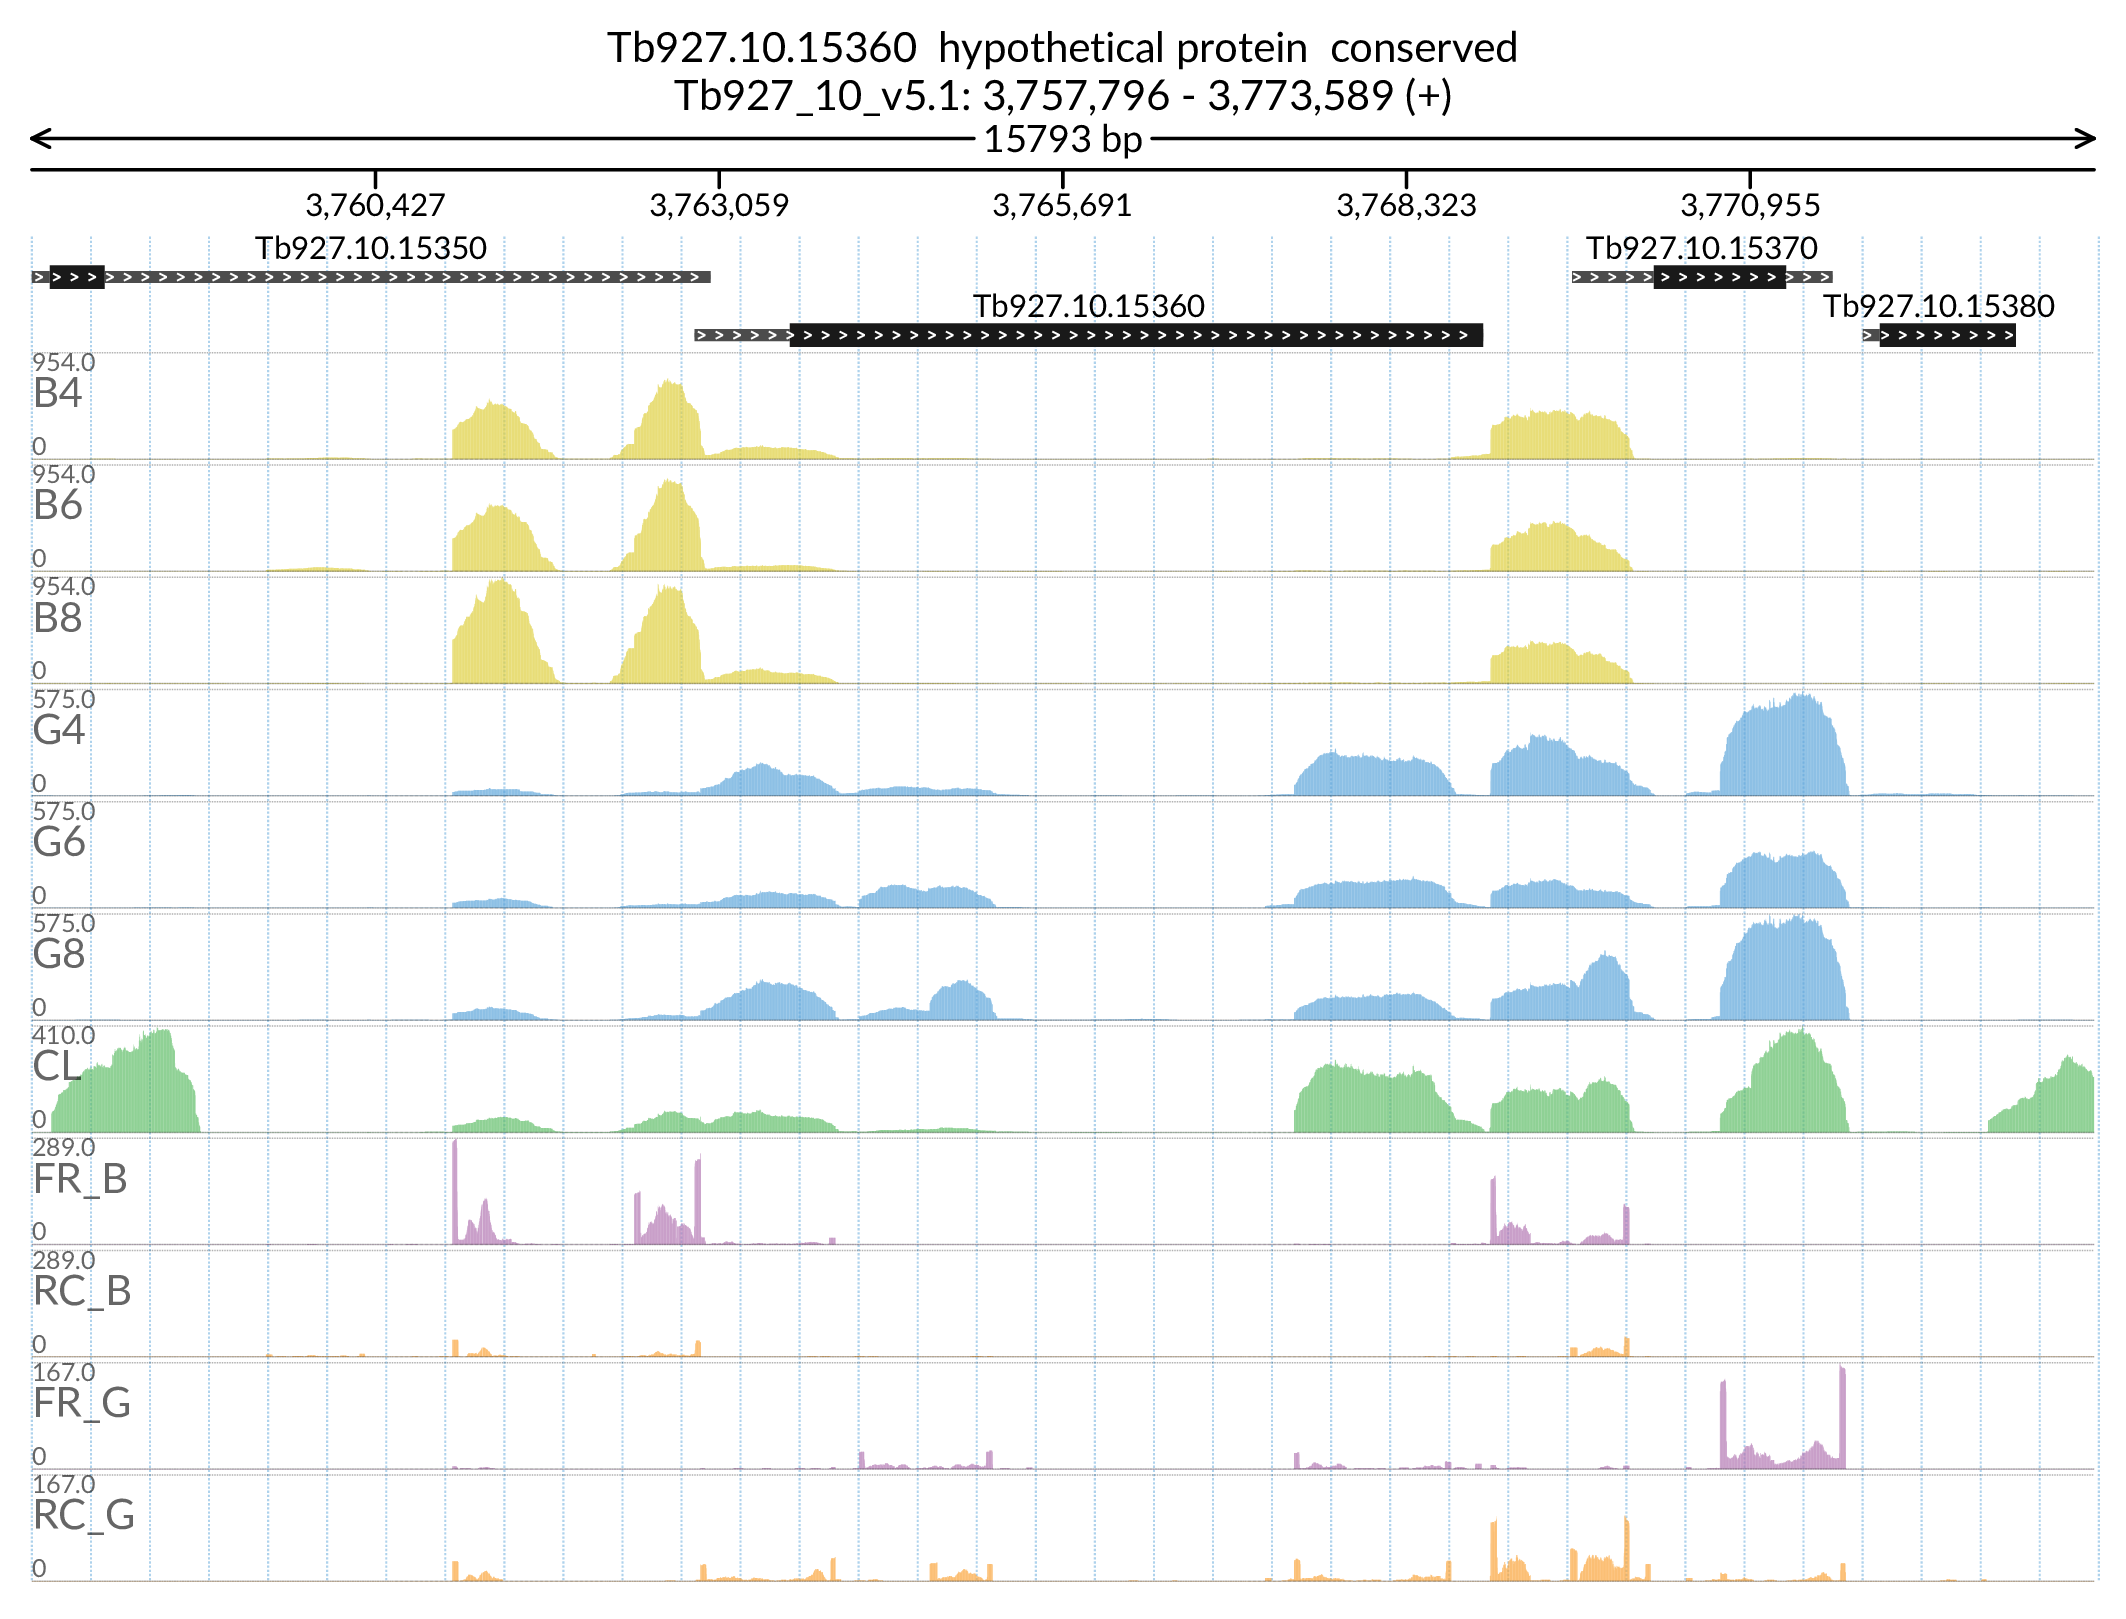 Tb927.10.15360 hypothetical protein conserved
Tb927_10_v5.1: 3,757,796 - 3,773,589 (+)
15793 bp
3,760,427 3,763,059 3,765,691 3,768,323 3,770,955
Tb927.10.15350 Tb927.10.15370
Tb927.10.15360 Tb927.10.15380
954.0
B4
0
954.0
B6
0
954.0
B8
0
575.0
G4
0
575.0
G6
0
575.0
G8
0
410.0
CL
0
289.0
FR_B
0
289.0
RC_B
0
167.0
FR_G
0
167.0
RC_G
0